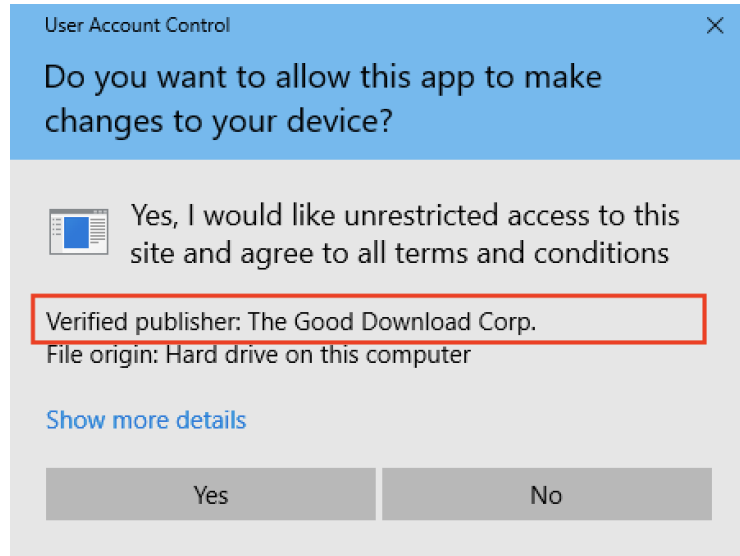 User Account Control
Do you want to allow this app to make
changes to your device?
Yes, I would like unrestricted access to this
site and agree to all terms and conditions
Verified publisher: The Good Download Corp.
File origin: Hard drive on this computer
Show more details
Yes
No